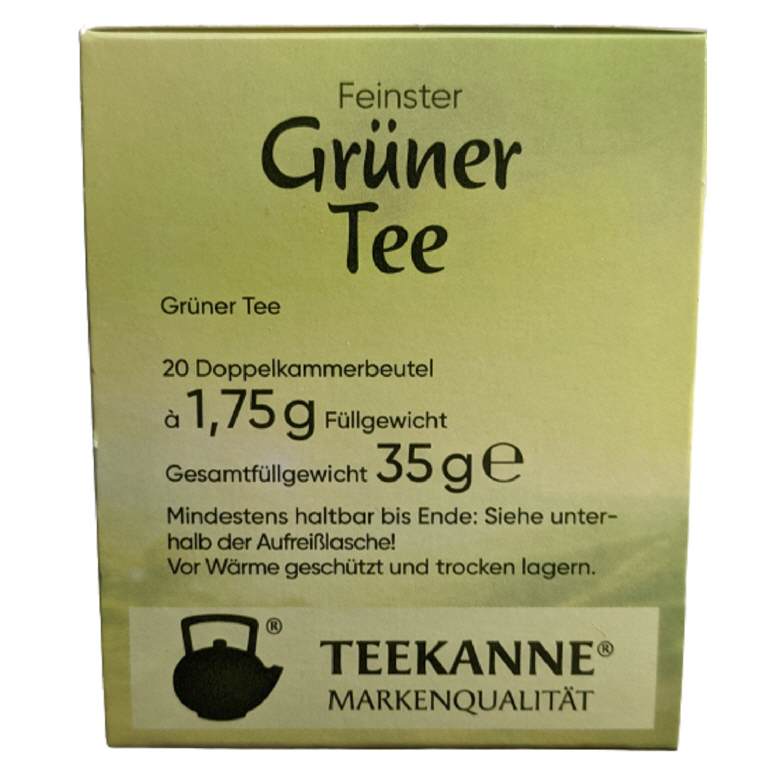 Feinster
Grüner
Tee
Grüner Tee
20 Doppelkammerbeutel
à 1,75 g Füllgewicht
Gesamtfüllgewicht 35 g ℮
Mindestens haltbar bis Ende: Siehe unter-
halb der Aufreißlasche!
Vor Wärme geschützt und trocken lagern.
®
TEEKANNE®
MARKENQUALITÄT